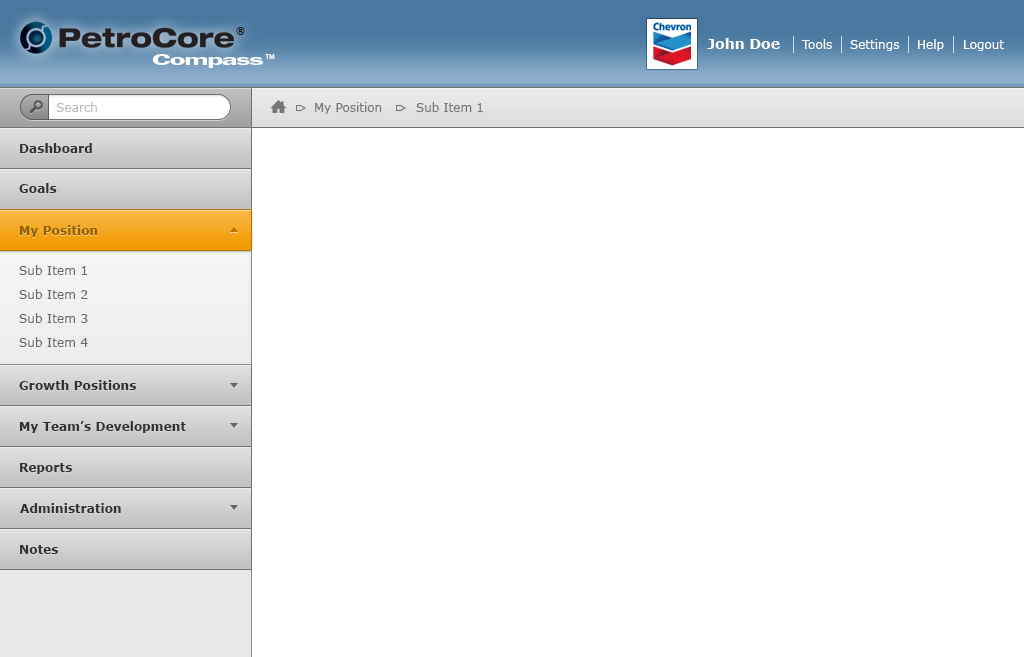 PetroCore®
Compass™
Chevron
John Doe
Tools
Settings
Help
Logout
Search
My Position
Sub Item 1
Dashboard
Goals
My Position
Sub Item 1
Sub Item 2
Sub Item 3
Sub Item 4
Growth Positions
My Team’s Development
Reports
Administration
Notes